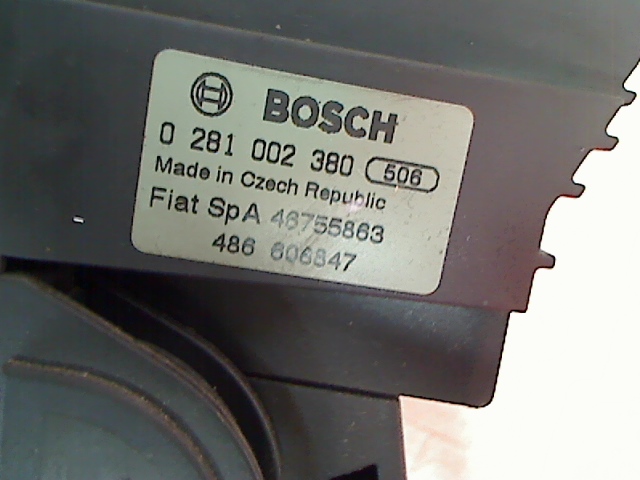 BOSCH
0 281 002 380 506
Made in Czech Republic
Fiat SpA 46755863
486 606847